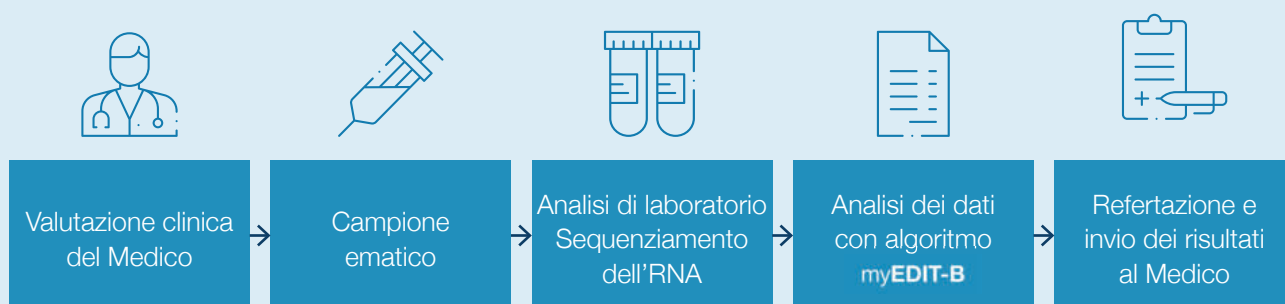 Valutazione clinica
del Medico
Campione
ematico
Analisi di laboratorio
Sequenziamento
dell'RNA
Analisi dei dati
con algoritmo
myEDIT-B
Refertazione e
invio dei risultati
al Medico